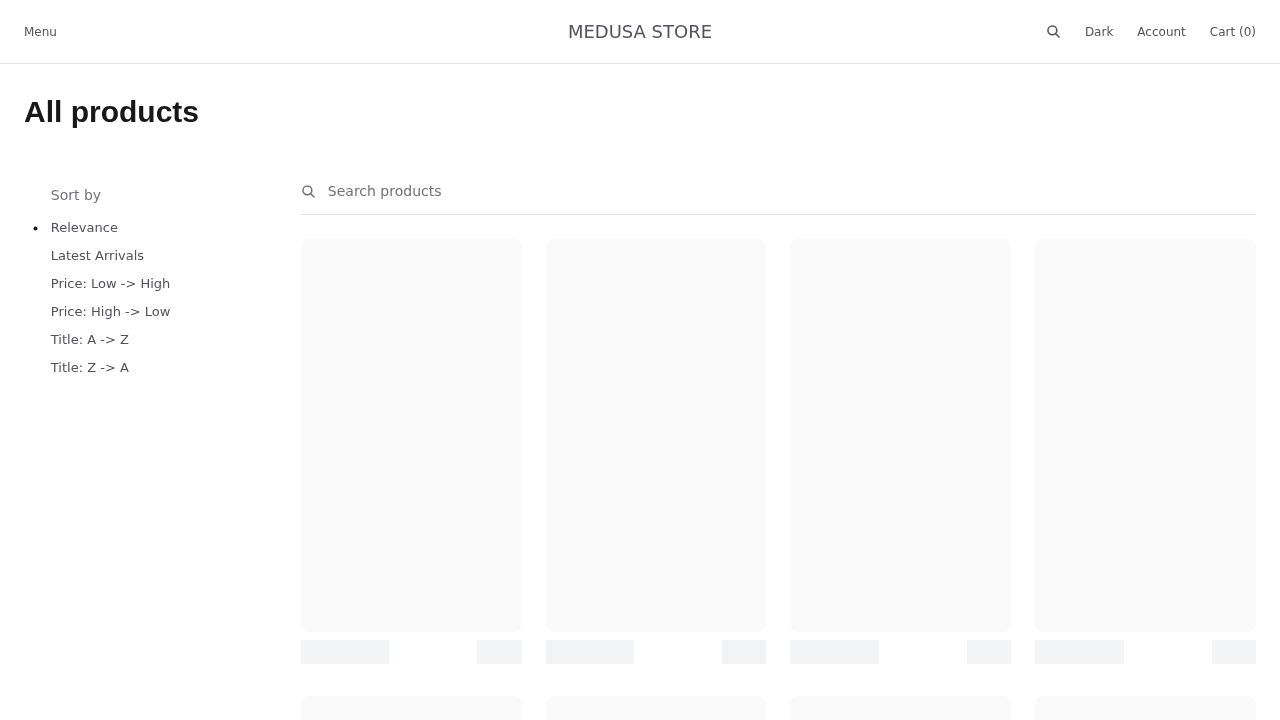 Menu
MEDUSA STORE
Dark
Account
Cart (0)
All products
Sort by
Relevance
Latest Arrivals
Price: Low -> High
Price: High -> Low
Title: A -> Z
Title: Z -> A
Search products